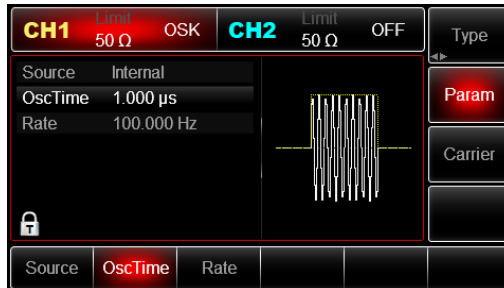 CH1 Limit 50 Ω OSK CH2 Limit 50 Ω OFF
Type
Source Internal
OscTime 1.000 µs
Rate 100.000 Hz
Param
Carrier
T
Source OscTime Rate